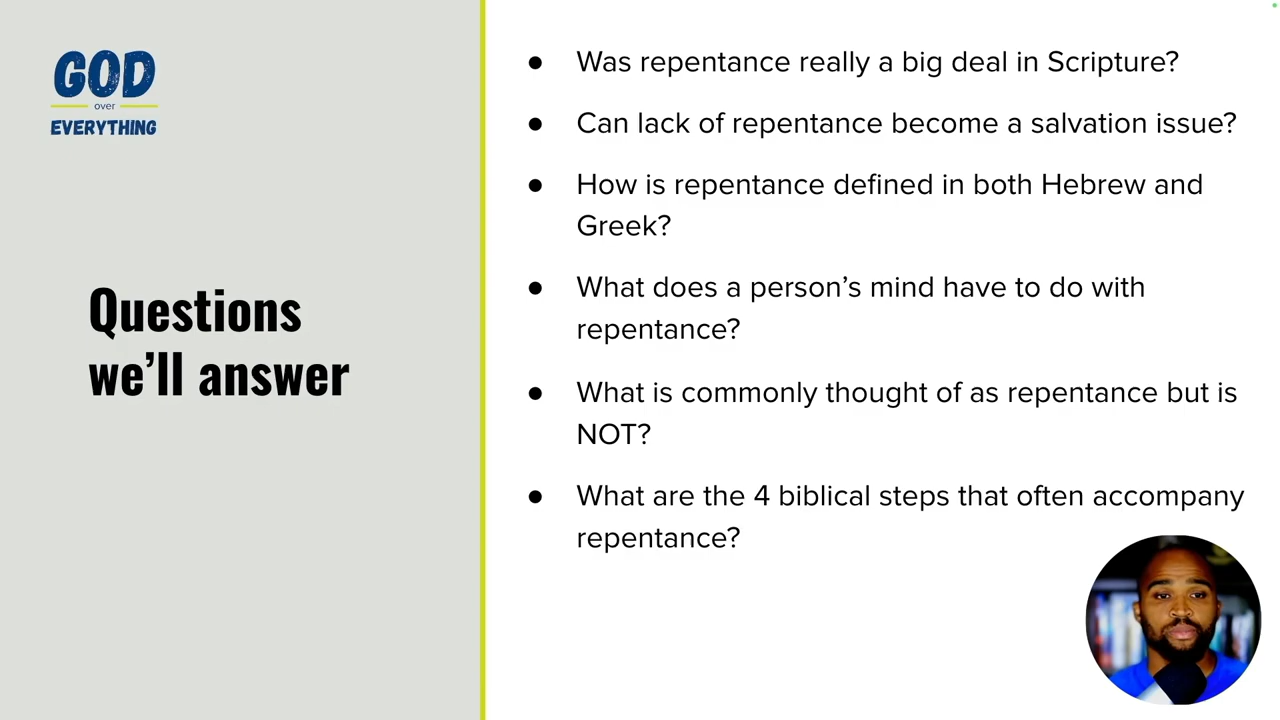 GOD
over
EVERYTHING
Questions
we’ll answer
● Was repentance really a big deal in Scripture?
● Can lack of repentance become a salvation issue?
● How is repentance defined in both Hebrew and
Greek?
● What does a person’s mind have to do with
repentance?
● What is commonly thought of as repentance but is
NOT?
● What are the 4 biblical steps that often accompany
repentance?